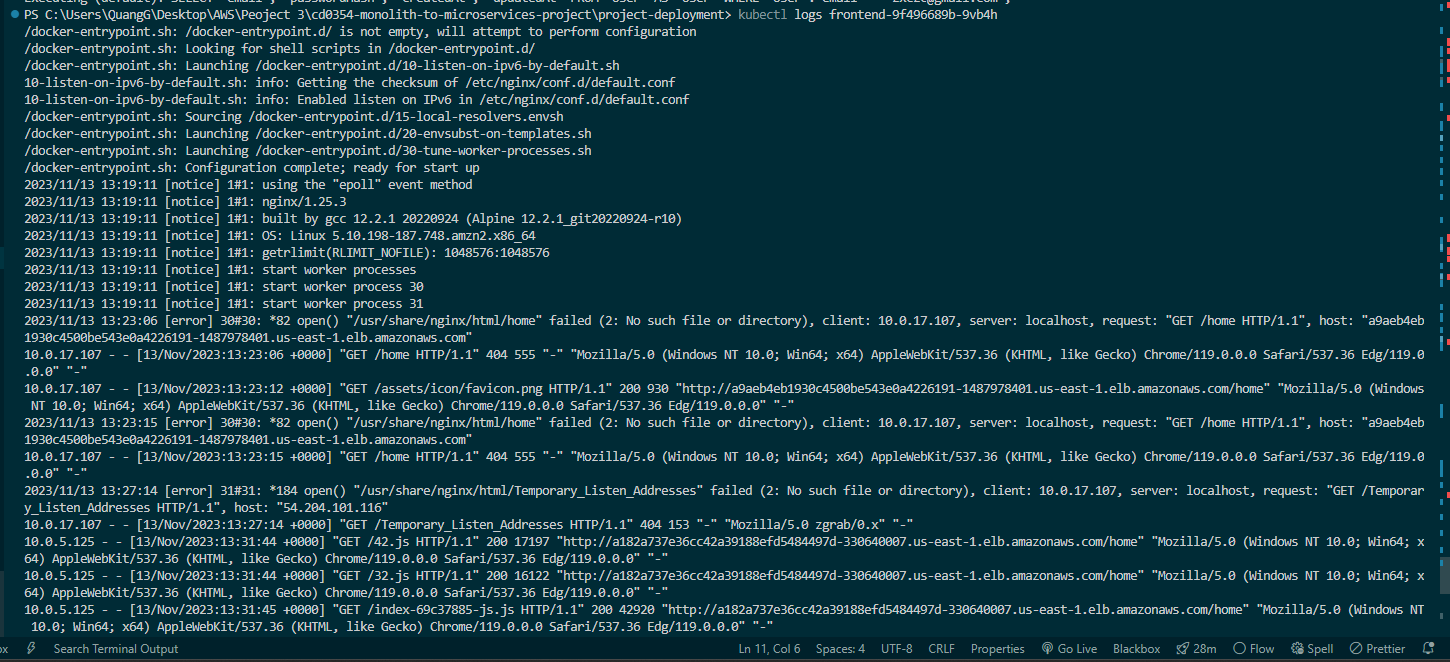 PS C:\Users\QuangG\Desktop\AWS\Peoject 3\cd0354-monolith-to-microservices-project\project-deployment> kubectl logs frontend-9f496689b-9vb4h
/docker-entrypoint.sh: /docker-entrypoint.d/ is not empty, will attempt to perform configuration
/docker-entrypoint.sh: Looking for shell scripts in /docker-entrypoint.d/
/docker-entrypoint.sh: Launching /docker-entrypoint.d/10-listen-on-ipv6-by-default.sh
10-listen-on-ipv6-by-default.sh: info: Getting the checksum of /etc/nginx/conf.d/default.conf
10-listen-on-ipv6-by-default.sh: info: Enabled listen on IPv6 in /etc/nginx/conf.d/default.conf
/docker-entrypoint.sh: Sourcing /docker-entrypoint.d/15-local-resolvers.envsh
/docker-entrypoint.sh: Launching /docker-entrypoint.d/20-envsubst-on-templates.sh
/docker-entrypoint.sh: Launching /docker-entrypoint.d/30-tune-worker-processes.sh
/docker-entrypoint.sh: Configuration complete; ready for start up
2023/11/13 13:19:11 [notice] 1#1: using the "epoll" event method
2023/11/13 13:19:11 [notice] 1#1: nginx/1.25.3
2023/11/13 13:19:11 [notice] 1#1: built by gcc 12.2.1 20220924 (Alpine 12.2.1_git20220924-r10)
2023/11/13 13:19:11 [notice] 1#1: OS: Linux 5.10.198-187.748.amzn2.x86_64
2023/11/13 13:19:11 [notice] 1#1: getrlimit(RLIMIT_NOFILE): 1048576:1048576
2023/11/13 13:19:11 [notice] 1#1: start worker processes
2023/11/13 13:19:11 [notice] 1#1: start worker process 30
2023/11/13 13:19:11 [notice] 1#1: start worker process 31
2023/11/13 13:23:06 [error] 30#30: *82 open() "/usr/share/nginx/html/home" failed (2: No such file or directory), client: 10.0.17.107, server: localhost, request: "GET /home HTTP/1.1", host: "a9aeb4eb
1930c4500be543e0a4226191-1487978401.us-east-1.elb.amazonaws.com"
10.0.17.107 - - [13/Nov/2023:13:23:06 +0000] "GET /home HTTP/1.1" 404 555 "-" "Mozilla/5.0 (Windows NT 10.0; Win64; x64) AppleWebKit/537.36 (KHTML, like Gecko) Chrome/119.0.0.0 Safari/537.36 Edg/119.0
.0.0" "-"
10.0.17.107 - - [13/Nov/2023:13:23:12 +0000] "GET /assets/icon/favicon.png HTTP/1.1" 200 930 "http://a9aeb4eb1930c4500be543e0a4226191-1487978401.us-east-1.elb.amazonaws.com/home" "Mozilla/5.0 (Windows
NT 10.0; Win64; x64) AppleWebKit/537.36 (KHTML, like Gecko) Chrome/119.0.0.0 Safari/537.36 Edg/119.0.0.0" "-"
2023/11/13 13:23:15 [error] 30#30: *82 open() "/usr/share/nginx/html/home" failed (2: No such file or directory), client: 10.0.17.107, server: localhost, request: "GET /home HTTP/1.1", host: "a9aeb4eb
1930c4500be543e0a4226191-1487978401.us-east-1.elb.amazonaws.com"
10.0.17.107 - - [13/Nov/2023:13:23:15 +0000] "GET /home HTTP/1.1" 404 555 "-" "Mozilla/5.0 (Windows NT 10.0; Win64; x64) AppleWebKit/537.36 (KHTML, like Gecko) Chrome/119.0.0.0 Safari/537.36 Edg/119.0
.0.0" "-"
2023/11/13 13:27:14 [error] 31#31: *184 open() "/usr/share/nginx/html/Temporary_Listen_Addresses" failed (2: No such file or directory), client: 10.0.17.107, server: localhost, request: "GET /Temporar
y_Listen_Addresses HTTP/1.1", host: "54.204.101.116"
10.0.17.107 - - [13/Nov/2023:13:27:14 +0000] "GET /Temporary_Listen_Addresses HTTP/1.1" 404 153 "-" "Mozilla/5.0 zgrab/0.x" "-"
10.0.5.125 - - [13/Nov/2023:13:31:44 +0000] "GET /42.js HTTP/1.1" 200 17197 "http://a182a737e36cc42a39188efd5484497d-330640007.us-east-1.elb.amazonaws.com/home" "Mozilla/5.0 (Windows NT 10.0; Win64; x
64) AppleWebKit/537.36 (KHTML, like Gecko) Chrome/119.0.0.0 Safari/537.36 Edg/119.0.0.0" "-"
10.0.5.125 - - [13/Nov/2023:13:31:44 +0000] "GET /32.js HTTP/1.1" 200 16122 "http://a182a737e36cc42a39188efd5484497d-330640007.us-east-1.elb.amazonaws.com/home" "Mozilla/5.0 (Windows NT 10.0; Win64; x
64) AppleWebKit/537.36 (KHTML, like Gecko) Chrome/119.0.0.0 Safari/537.36 Edg/119.0.0.0" "-"
10.0.5.125 - - [13/Nov/2023:13:31:45 +0000] "GET /index-69c37885-js.js HTTP/1.1" 200 42920 "http://a182a737e36cc42a39188efd5484497d-330640007.us-east-1.elb.amazonaws.com/home" "Mozilla/5.0 (Windows NT
10.0; Win64; x64) AppleWebKit/537.36 (KHTML, like Gecko) Chrome/119.0.0.0 Safari/537.36 Edg/119.0.0.0" "-"
Search Terminal Output Ln 11, Col 6 Spaces: 4 UTF-8 CRLF Properties Go Live Blackbox 28m Flow Spell Prettier